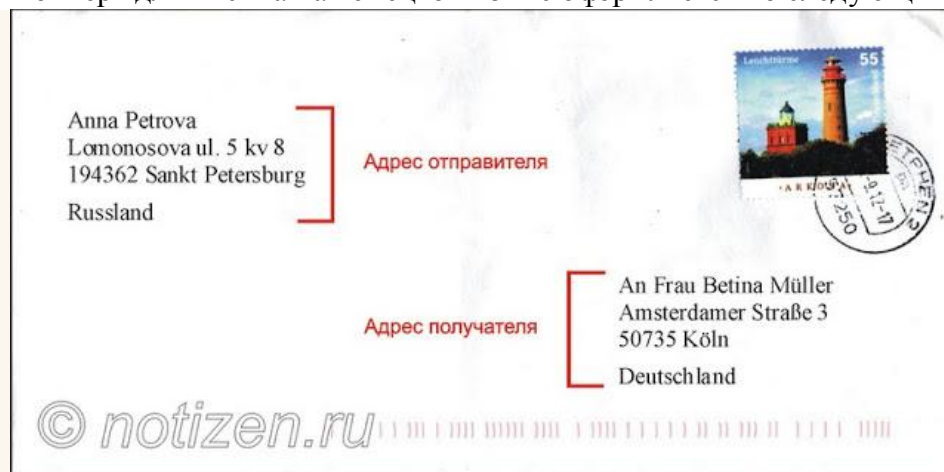 Leuchttürme 55
Anna Petrova
Lomonosova ul. 5 kv 8
194362 Sankt Petersburg
Russland
Адрес отправителя
An Frau Betina Müller
Amsterdamer Straße 3
50735 Köln
Deutschland
Адрес получателя
© notizen.ru